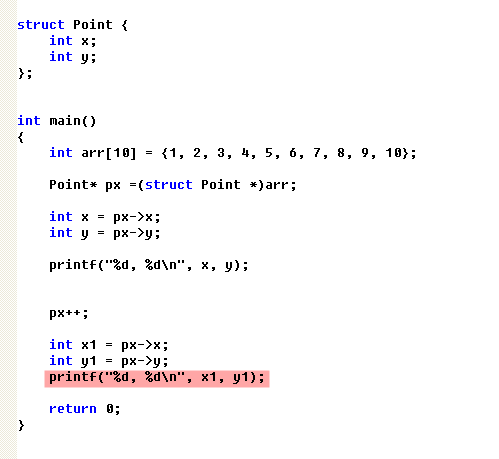 struct Point {
    int x;
    int y;
};
int main()
{
    int arr[10] = {1, 2, 3, 4, 5, 6, 7, 8, 9, 10};
    Point* px =(struct Point *)arr;
    int x = px->x;
    int y = px->y;
    printf("%d, %d\n", x, y);
    px++;
    int x1 = px->x;
    int y1 = px->y;
    printf("%d, %d\n", x1, y1);
    return 0;
}